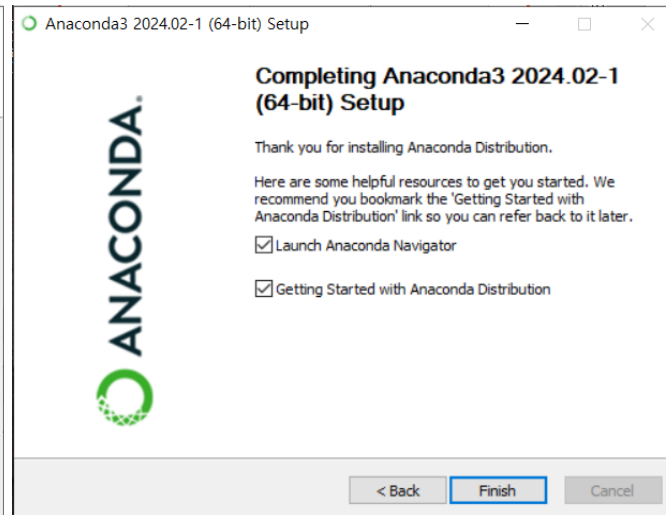 Anaconda3 2024.02-1 (64-bit) Setup
ANACONDA.
Completing Anaconda3 2024.02-1
(64-bit) Setup
Thank you for installing Anaconda Distribution.
Here are some helpful resources to get you started. We
recommend you bookmark the 'Getting Started with
Anaconda Distribution' link so you can refer back to it later.
Launch Anaconda Navigator
Getting Started with Anaconda Distribution
< Back Finish Cancel